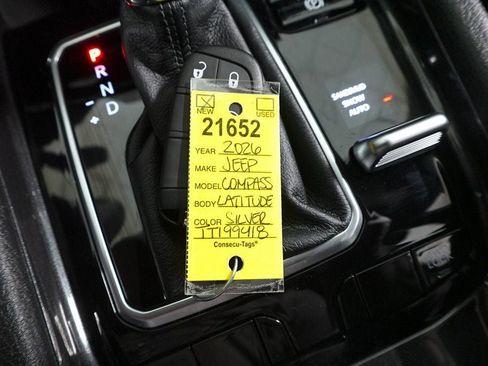 P
R
N
- D
+
SAND/MUD
SNOW
AUTO
NEW
USED
21652
YEAR 2026
MAKE JEEP
MODEL COMPASS
BODY LATITUDE
COLOR SILVER
TT199418
Consecu-Tags®
LOCK